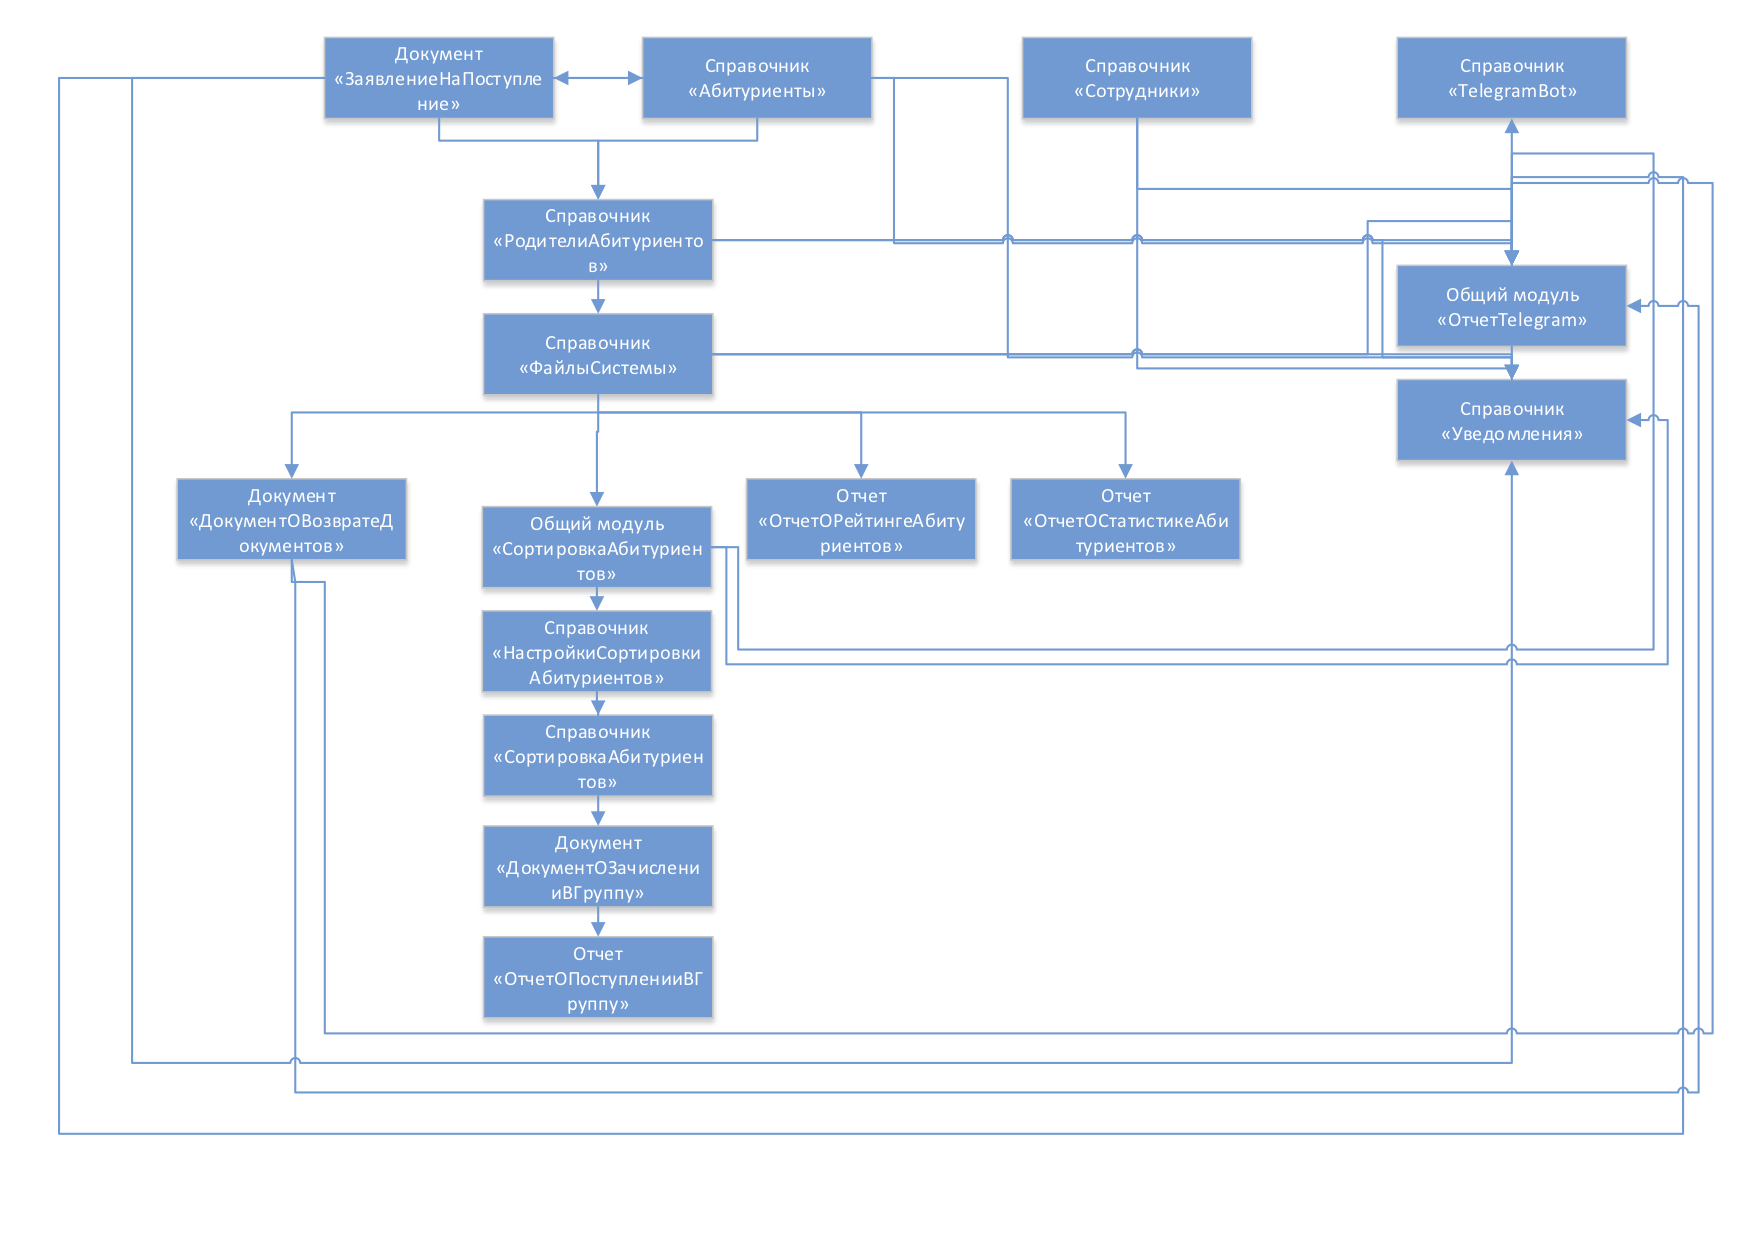 Документ
«ЗаявлениеНаПоступле
ние»
Справочник
«Абитуриенты»
Справочник
«Сотрудники»
Справочник
«TelegramBot»
Справочник
«РодителиАбитуриенто
в»
Общий модуль
«ОтчетTelegram»
Справочник
«ФайлыСистемы»
Справочник
«Уведомления»
Документ
«ДокументОВозвратеД
окументов»
Общий модуль
«СортировкаАбитуриен
тов»
Отчет
«ОтчетОРейтингеАбиту
риентов»
Отчет
«ОтчетОСтатистикеАби
туриентов»
Справочник
«НастройкиСортировки
Абитуриентов»
Справочник
«СортировкаАбитуриен
тов»
Документ
«ДокументОЗачислени
иВГруппу»
Отчет
«ОтчетОПоступленииВГ
руппу»